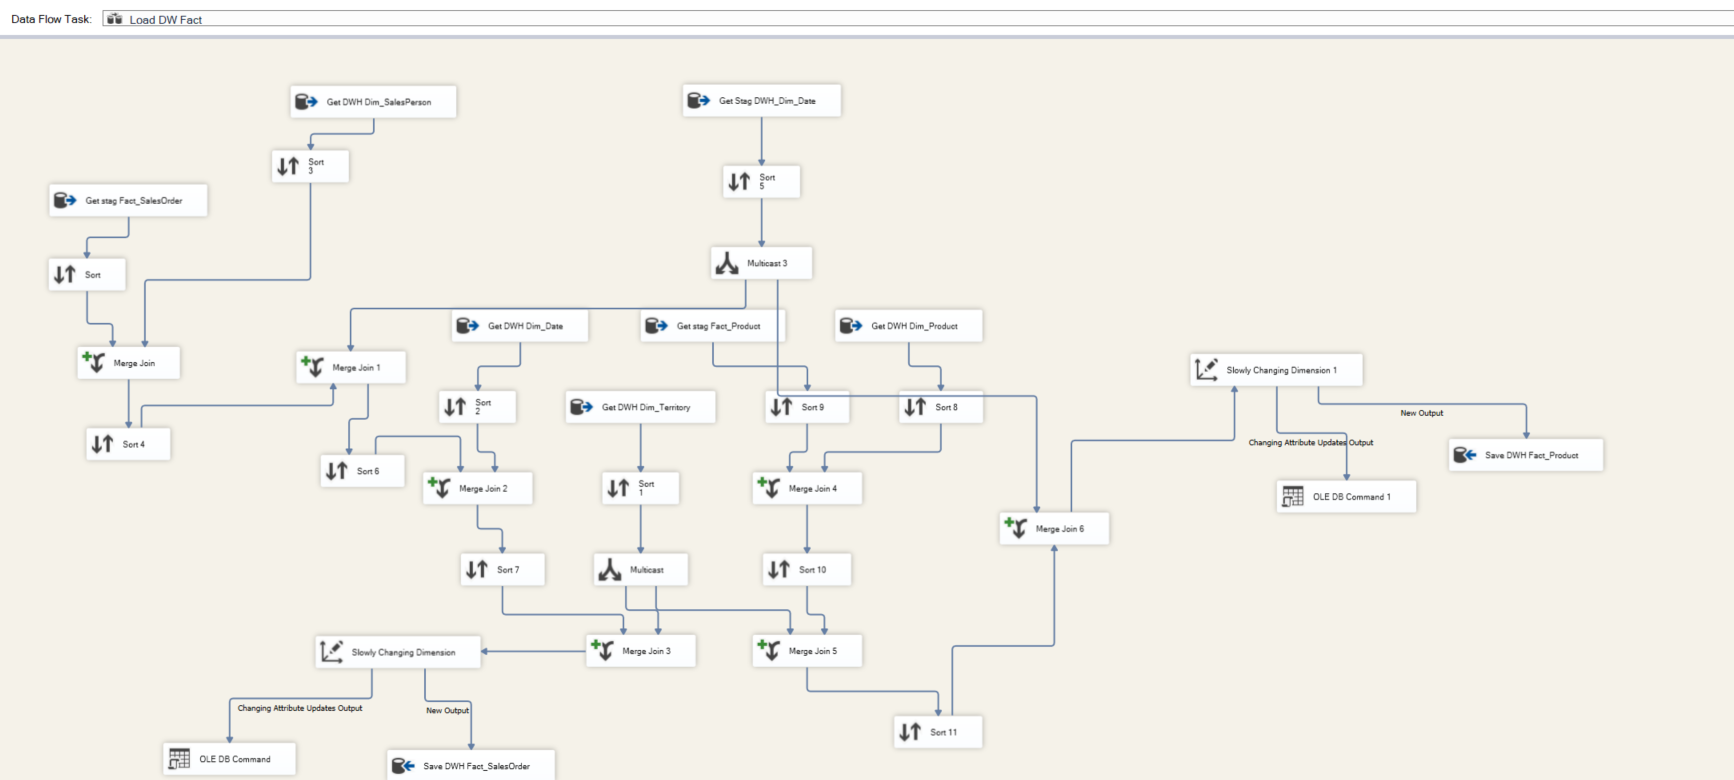 Data Flow Task: Load DW Fact
Get DWH Dim_SalesPerson
Get Stag DWH_Dim_Date
Sort
3
Sort
5
Get stag Fact_SalesOrder
Sort
Multicast 3
Get DWH Dim_Date
Get stag Fact_Product
Get DWH Dim_Product
Merge Join
Merge Join 1
Slowly Changing Dimension 1
Sort
2
Get DWH Dim_Territory
Sort 9
Sort 8
New Output
Sort 4
Changing Attribute Updates Output
Save DWH Fact_Product
Sort 6
Merge Join 2
Sort
1
Merge Join 4
OLE DB Command 1
Merge Join 6
Sort 7
Multicast
Sort 10
Slowly Changing Dimension
Merge Join 3
Merge Join 5
Changing Attribute Updates Output
New Output
Sort 11
OLE DB Command
Save DWH Fact_SalesOrder